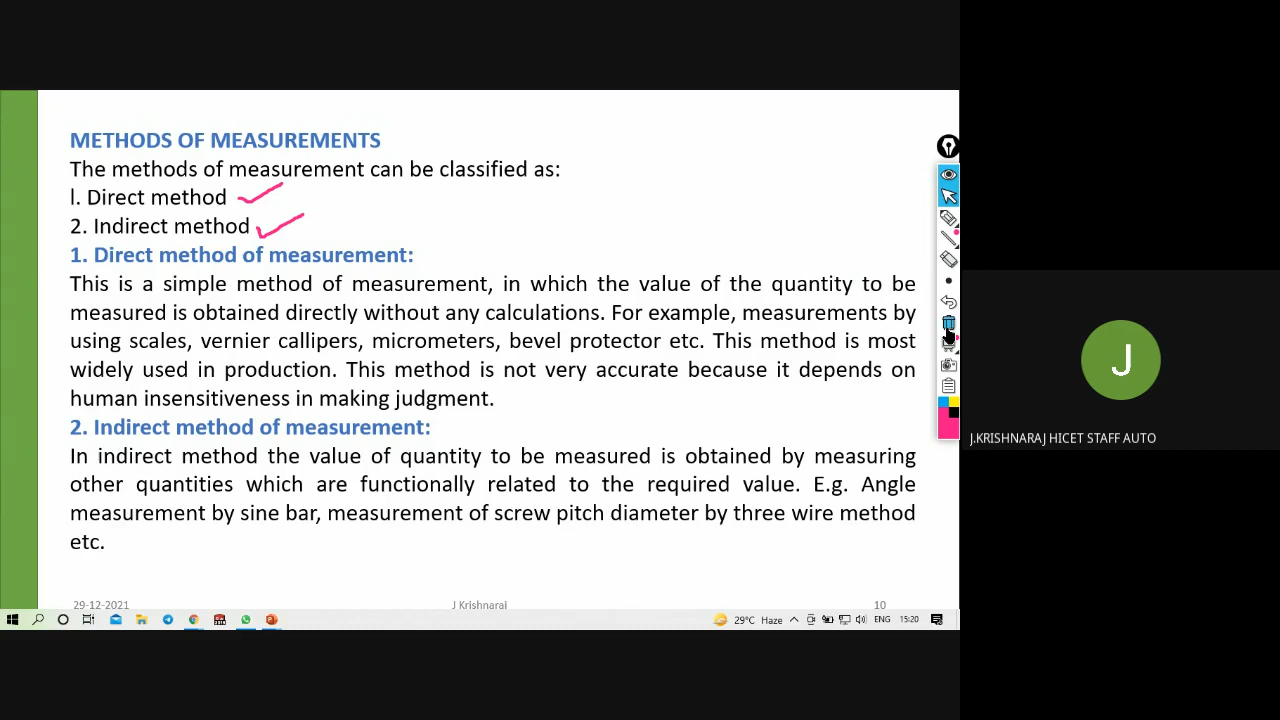 METHODS OF MEASUREMENTS
The methods of measurement can be classified as:
l. Direct method
2. Indirect method
1. Direct method of measurement:
This is a simple method of measurement, in which the value of the quantity to be
measured is obtained directly without any calculations. For example, measurements by
using scales, vernier callipers, micrometers, bevel protector etc. This method is most
widely used in production. This method is not very accurate because it depends on
human insensitiveness in making judgment.
2. Indirect method of measurement:
In indirect method the value of quantity to be measured is obtained by measuring
other quantities which are functionally related to the required value. E.g. Angle
measurement by sine bar, measurement of screw pitch diameter by three wire method
etc.
29-12-2021 J Krishnaraj 10
29°C Haze ENG 15:20
J
J.KRISHNARAJ HICET STAFF AUTO